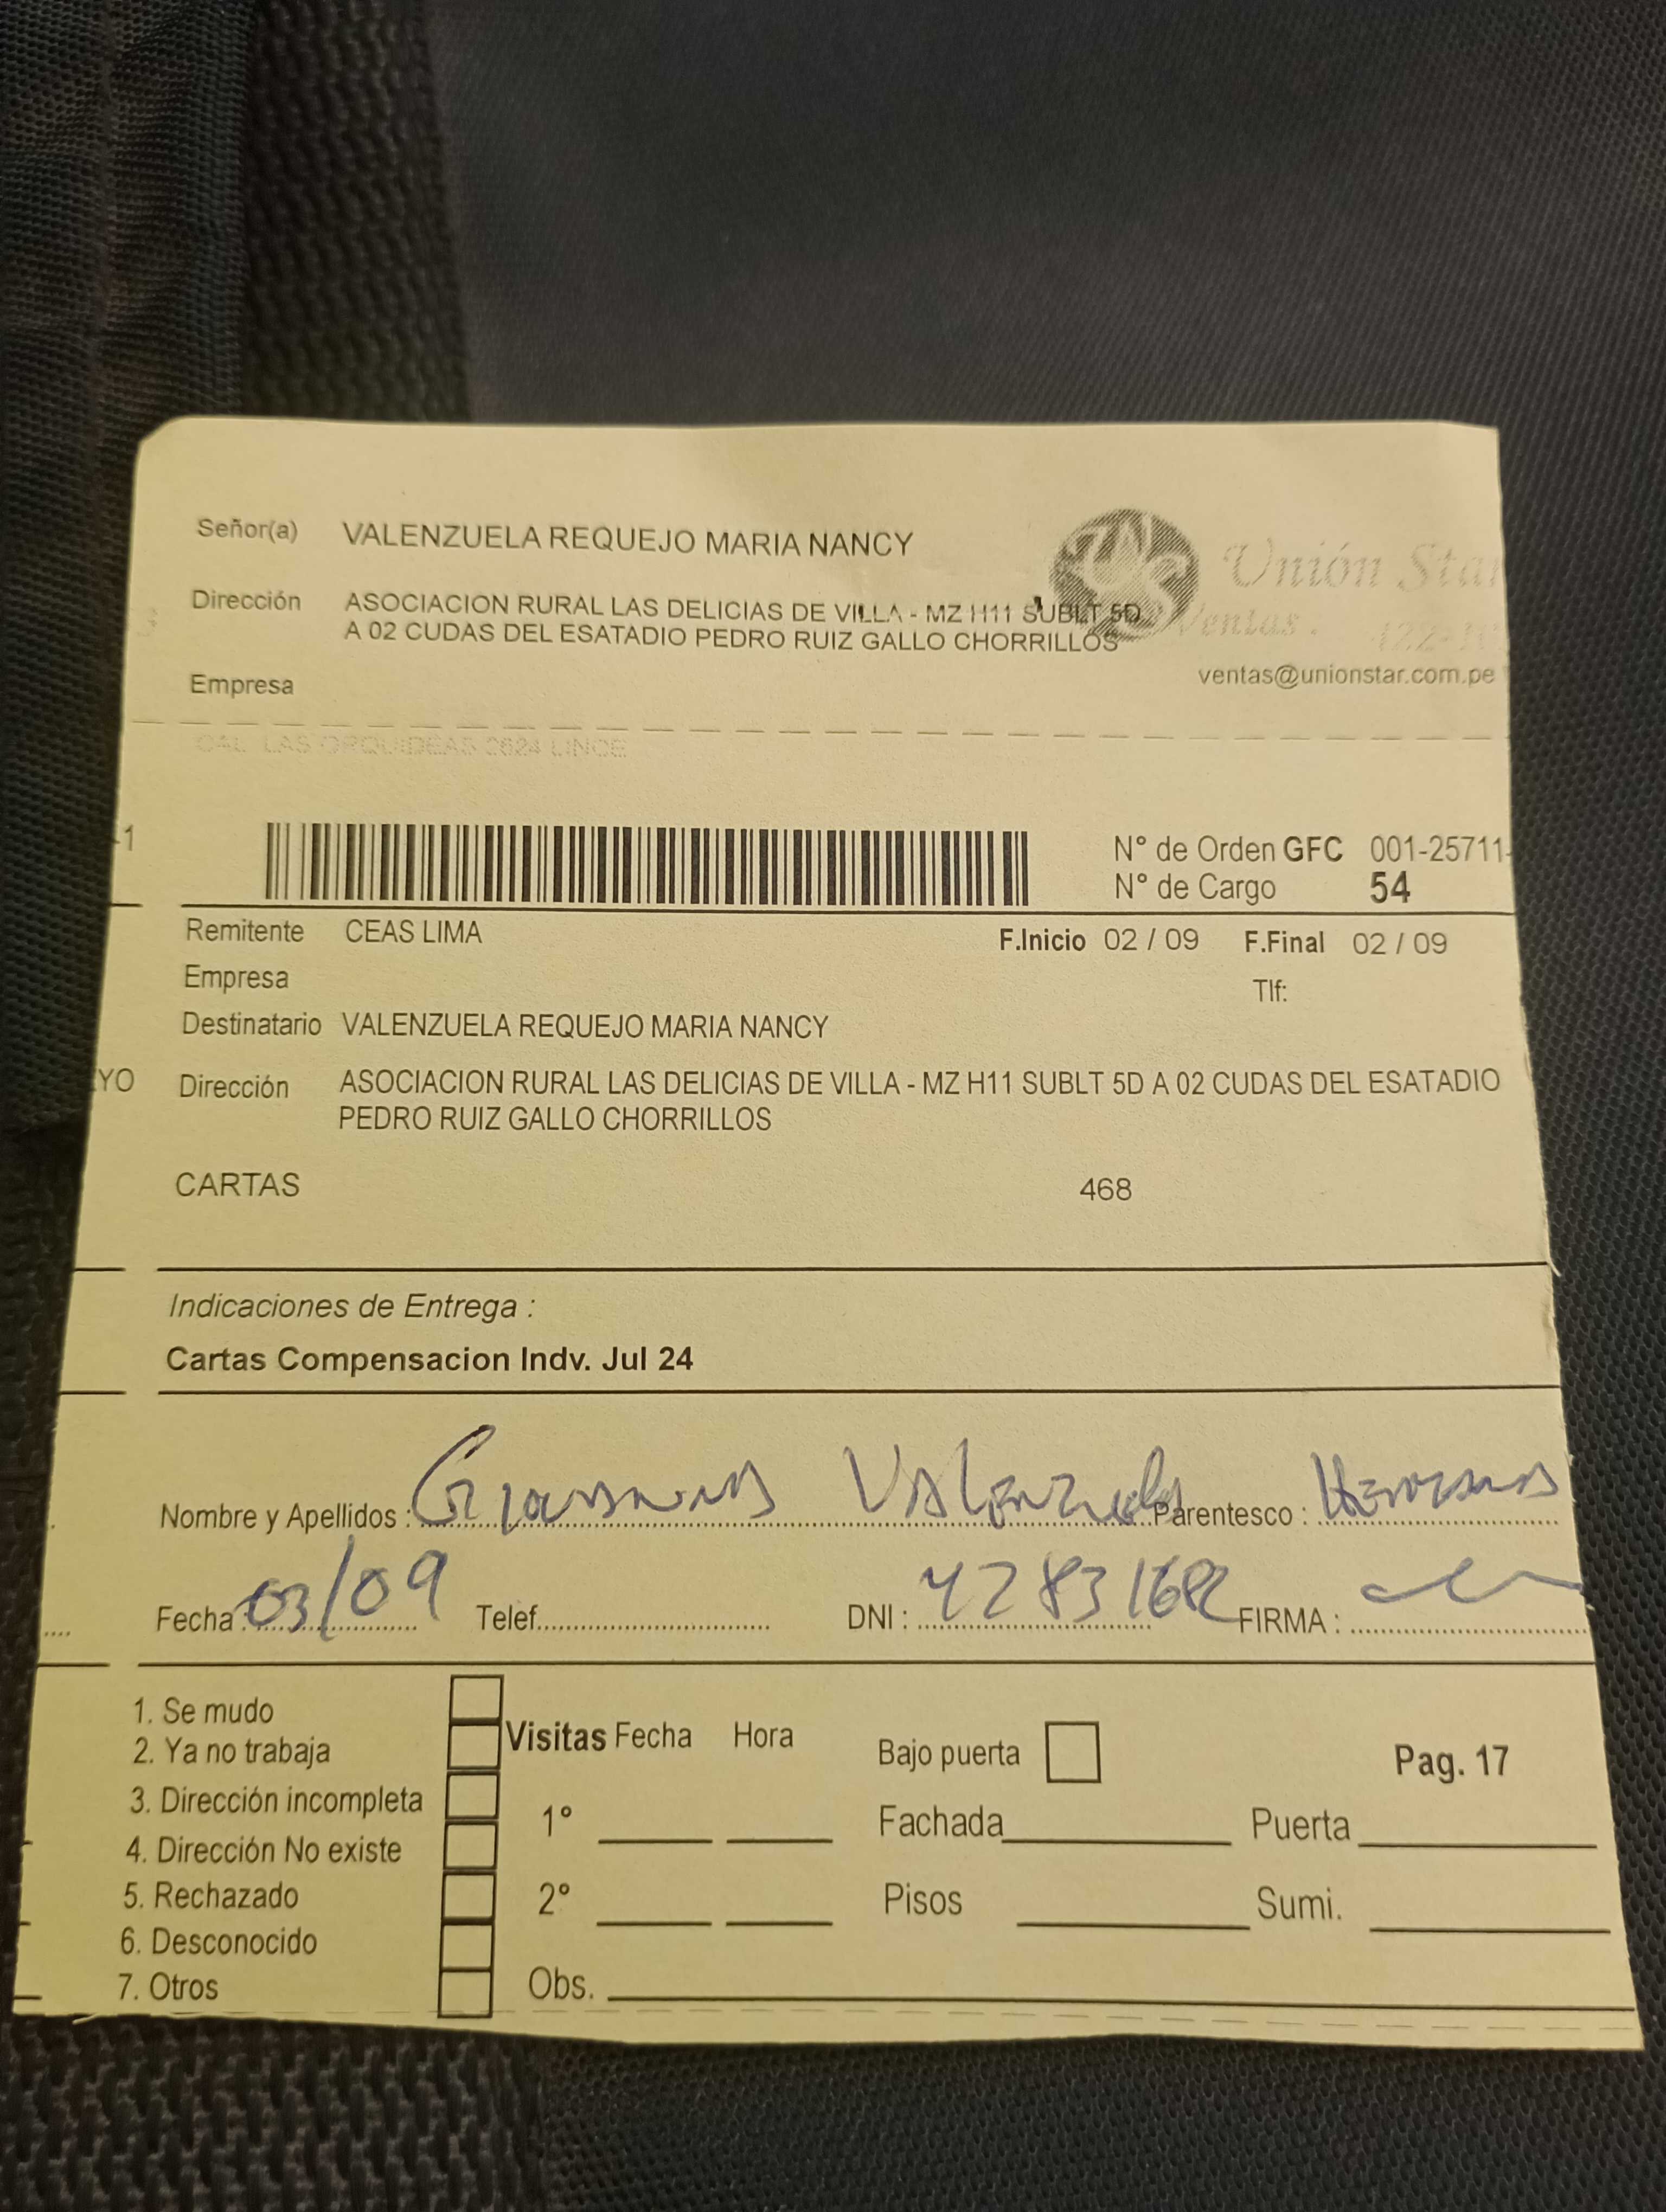 Señor(a) VALENZUELA REQUEJO MARIA NANCY
Unión Star
Dirección ASOCIACION RURAL LAS DELICIAS DE VILLA - MZ H11 SUBLT 5D
A 02 CUDAS DEL ESATADIO PEDRO RUIZ GALLO CHORRILLOS
Ventas.
ventas@unionstar.com.pe
Empresa
CAL. LAS ORQUIDEAS 2624 LINCE
-1
N° de Orden GFC 001-25711-
N° de Cargo 54
Remitente CEAS LIMA F.Inicio 02 / 09 F.Final 02 / 09
Empresa Tlf:
Destinatario VALENZUELA REQUEJO MARIA NANCY
YO Dirección ASOCIACION RURAL LAS DELICIAS DE VILLA - MZ H11 SUBLT 5D A 02 CUDAS DEL ESATADIO
PEDRO RUIZ GALLO CHORRILLOS
CARTAS 468
Indicaciones de Entrega :
Cartas Compensacion Indv. Jul 24
Nombre y Apellidos : Valenzuela Parentesco : Hermana
Fecha : 03/09 Telef. DNI : 42831682 FIRMA :
1. Se mudo
2. Ya no trabaja
3. Dirección incompleta
4. Dirección No existe
5. Rechazado
6. Desconocido
7. Otros
Visitas Fecha Hora
1°
2°
Obs.
Bajo puerta Pag. 17
Fachada Puerta
Pisos Sumi.